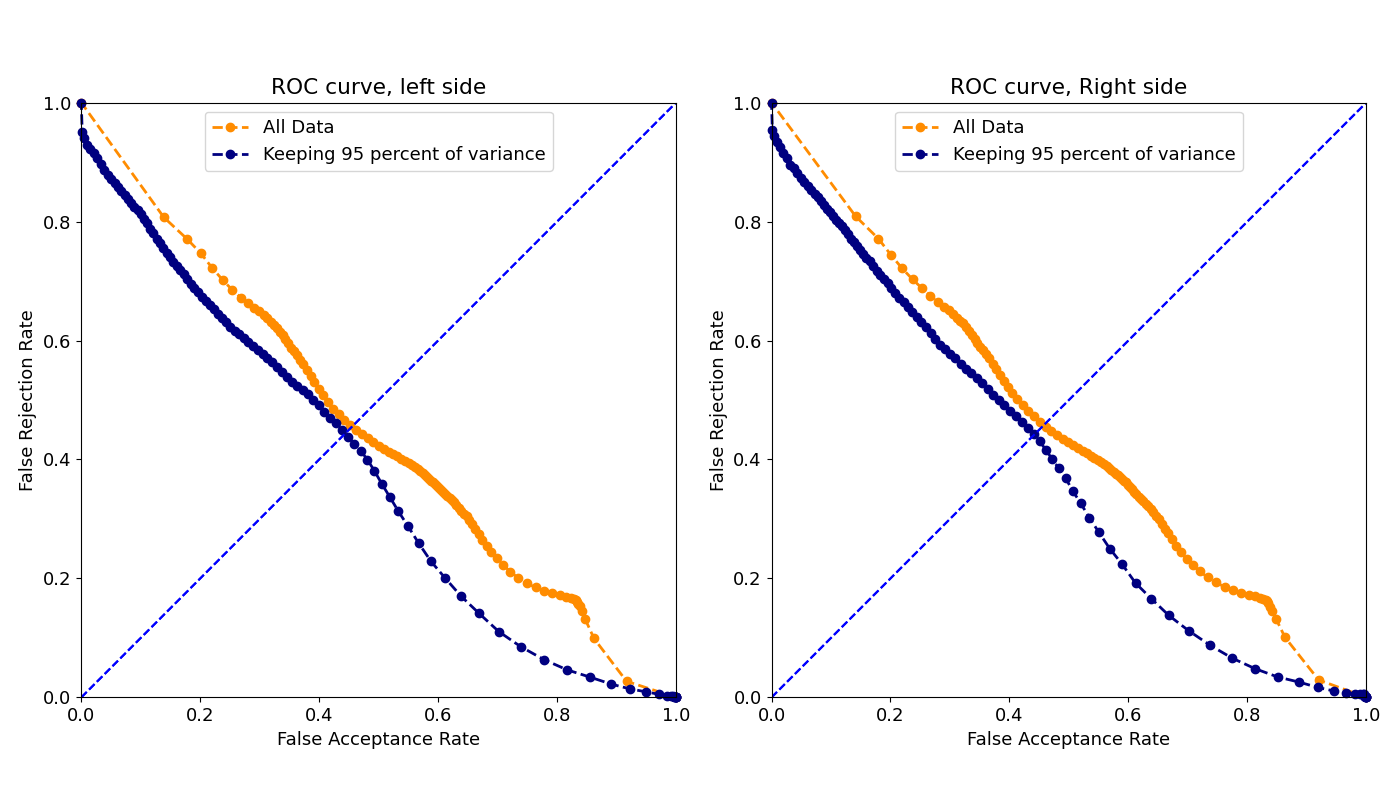 ROC curve, left side
All Data
Keeping 95 percent of variance
False Rejection Rate
1.0
0.8
0.6
0.4
0.2
0.0
0.0 0.2 0.4 0.6 0.8 1.0
False Acceptance Rate
ROC curve, Right side
All Data
Keeping 95 percent of variance
False Rejection Rate
1.0
0.8
0.6
0.4
0.2
0.0
0.0 0.2 0.4 0.6 0.8 1.0
False Acceptance Rate